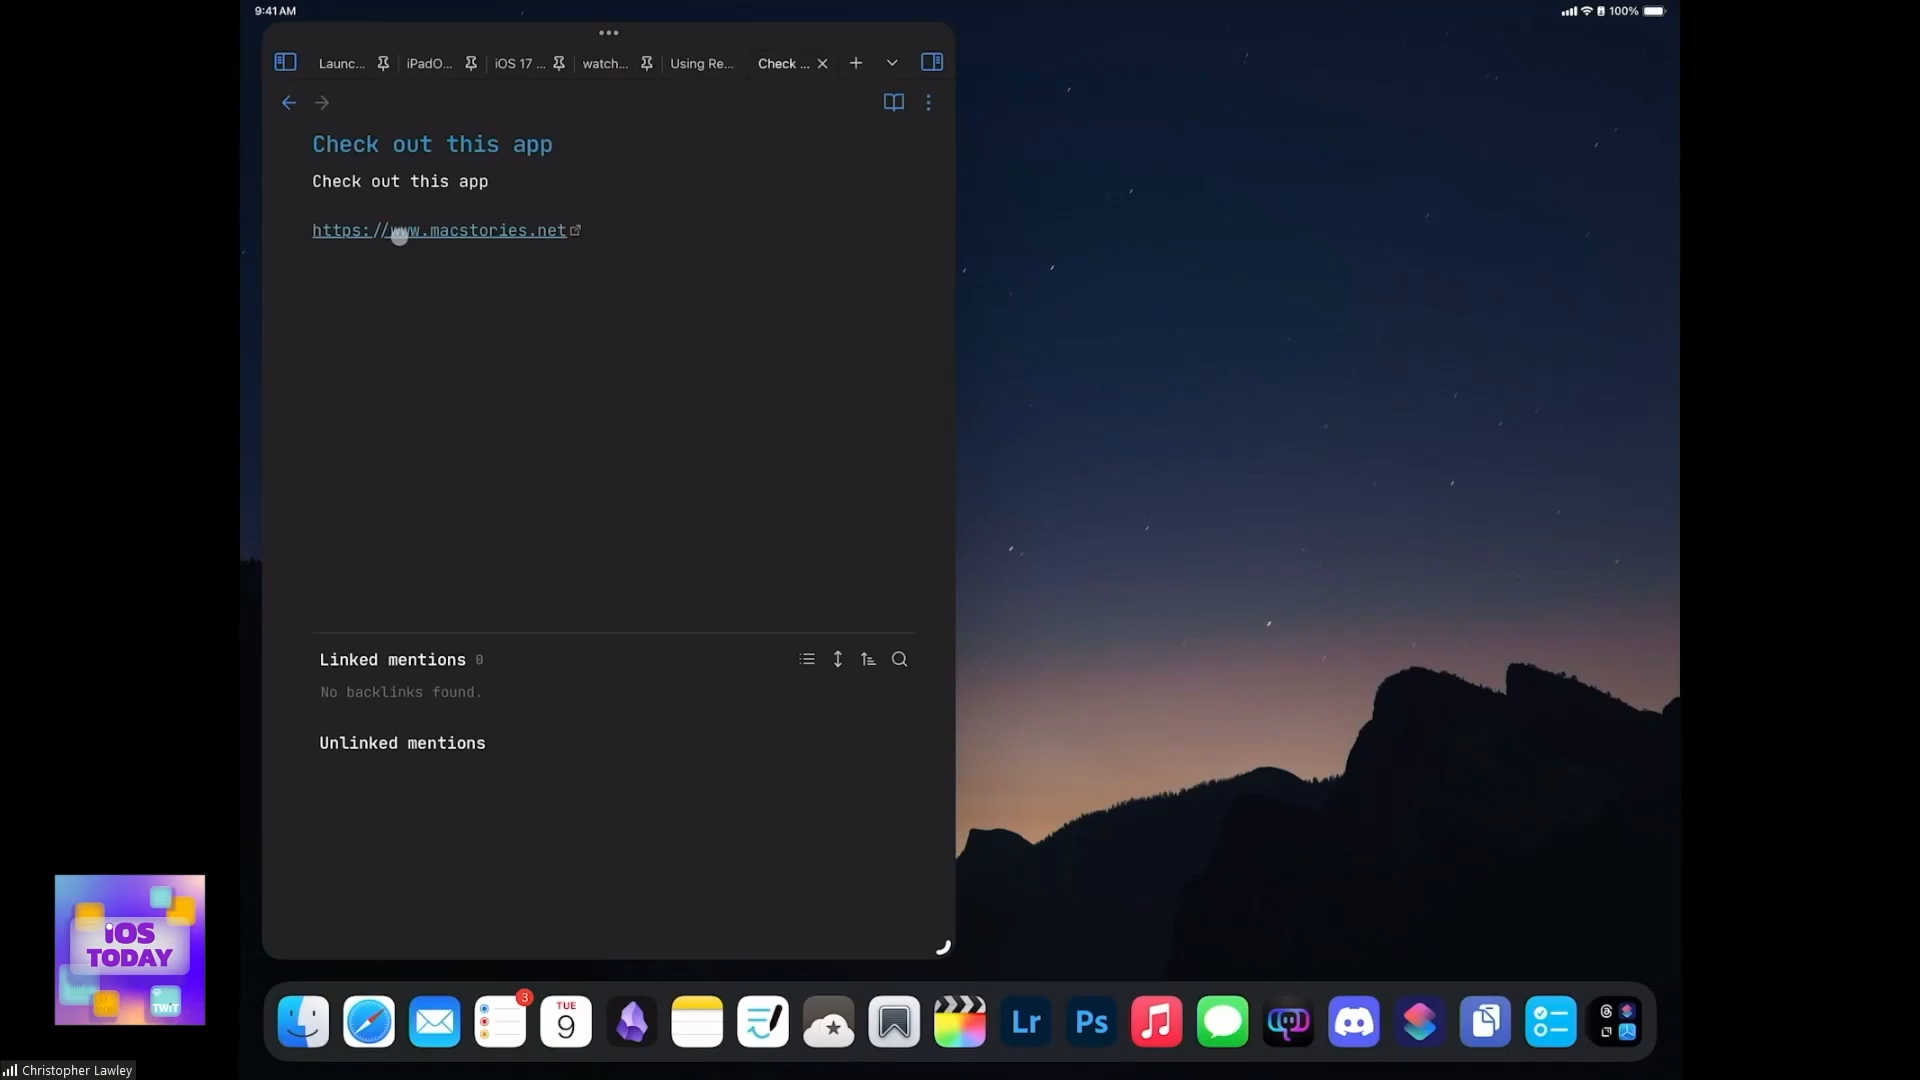 9:41 AM
100%
Launc...
iPadO...
iOS 17 ...
watch...
Using Re...
Check ...
Check out this app
Check out this app
https://www.macstories.net
Linked mentions 0
No backlinks found.
Unlinked mentions
iOS
TODAY
TWiT
3
TUE
9
Lr
Ps
Christopher Lawley